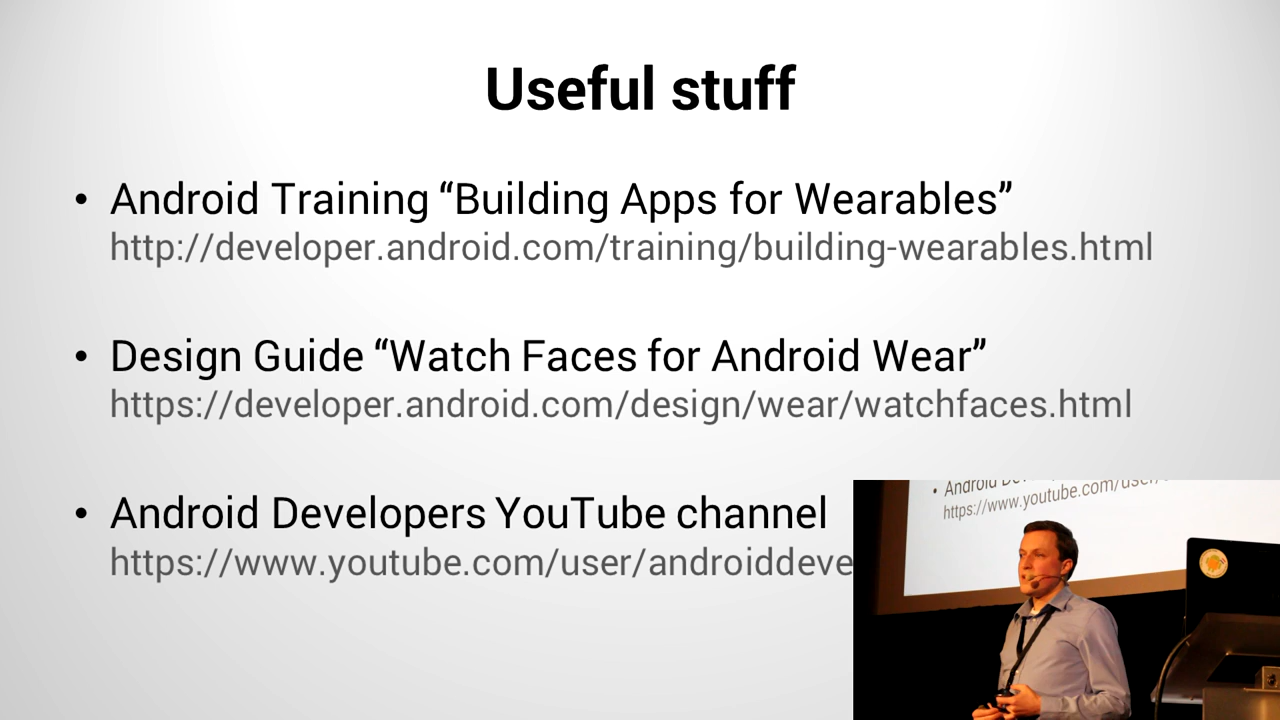 Useful stuff
• Android Training “Building Apps for Wearables”
http://developer.android.com/training/building-wearables.html
• Design Guide “Watch Faces for Android Wear”
https://developer.android.com/design/wear/watchfaces.html
• Android Developers YouTube channel
https://www.youtube.com/user/androiddeve
• Android De
https://www.youtube.com/user/